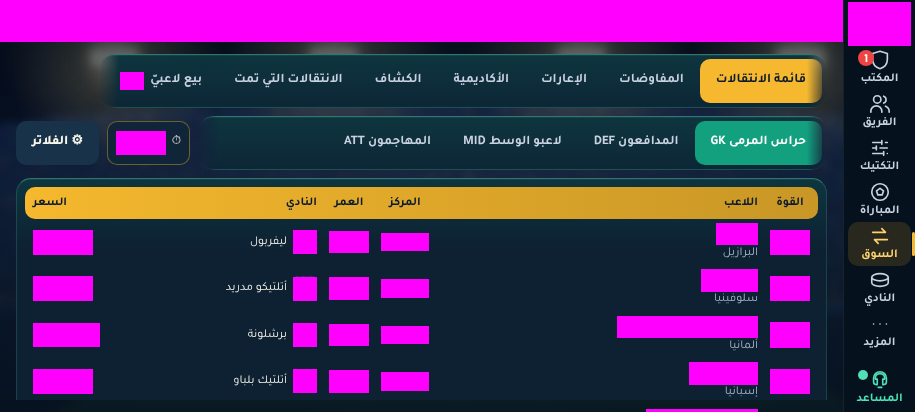 1
المكتب
الفريق
التكتيك
المباراة
السوق
النادي
...
المزيد
المساعد
قائمة الانتقالات المفاوضات الإعارات الأكاديمية الكشاف الانتقالات التي تمت بيع لاعبيّ
حراس المرمى GK المدافعون DEF لاعبو الوسط MID المهاجمون ATT الفلاتر
القوة اللاعب المركز العمر النادي السعر
البرازيل ليفربول
سلوفينيا أتلتيكو مدريد
ألمانيا برشلونة
إسبانيا أتلتيك بلباو